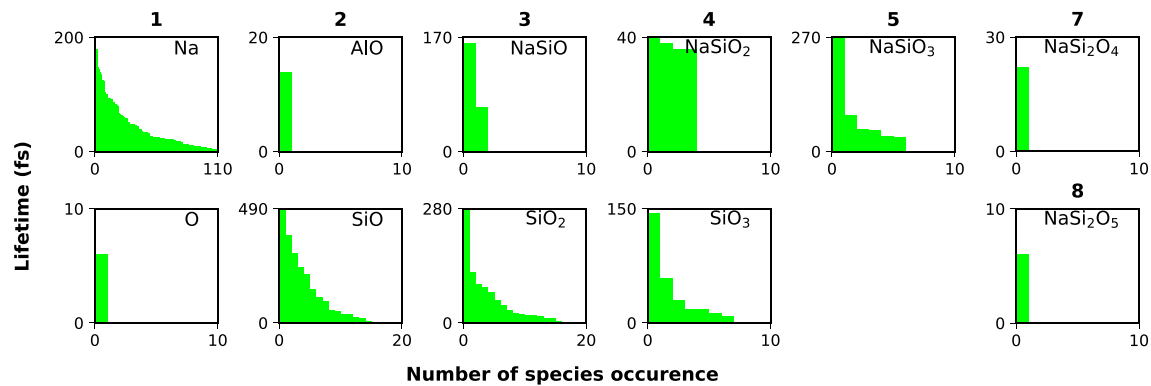 1 2 3 4 5 7
200 20 170 40 270 30
Na AlO NaSiO NaSiO₂ NaSiO₃ NaSi₂O₄
0 0 0 0 0 0
0 110 0 10 0 10 0 10 0 10 0 10
8
10 490 280 150 10
O SiO SiO₂ SiO₃ NaSi₂O₅
0 0 0 0 0
0 10 0 20 0 20 0 10 0 10
Lifetime (fs)
Number of species occurence